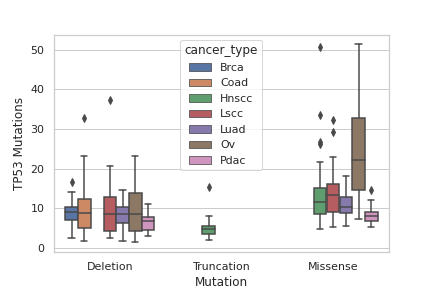 50
40
30
20
10
0
TP53 Mutations
cancer_type
Brca
Coad
Hnscc
Lscc
Luad
Ov
Pdac
Deletion
Truncation
Missense
Mutation